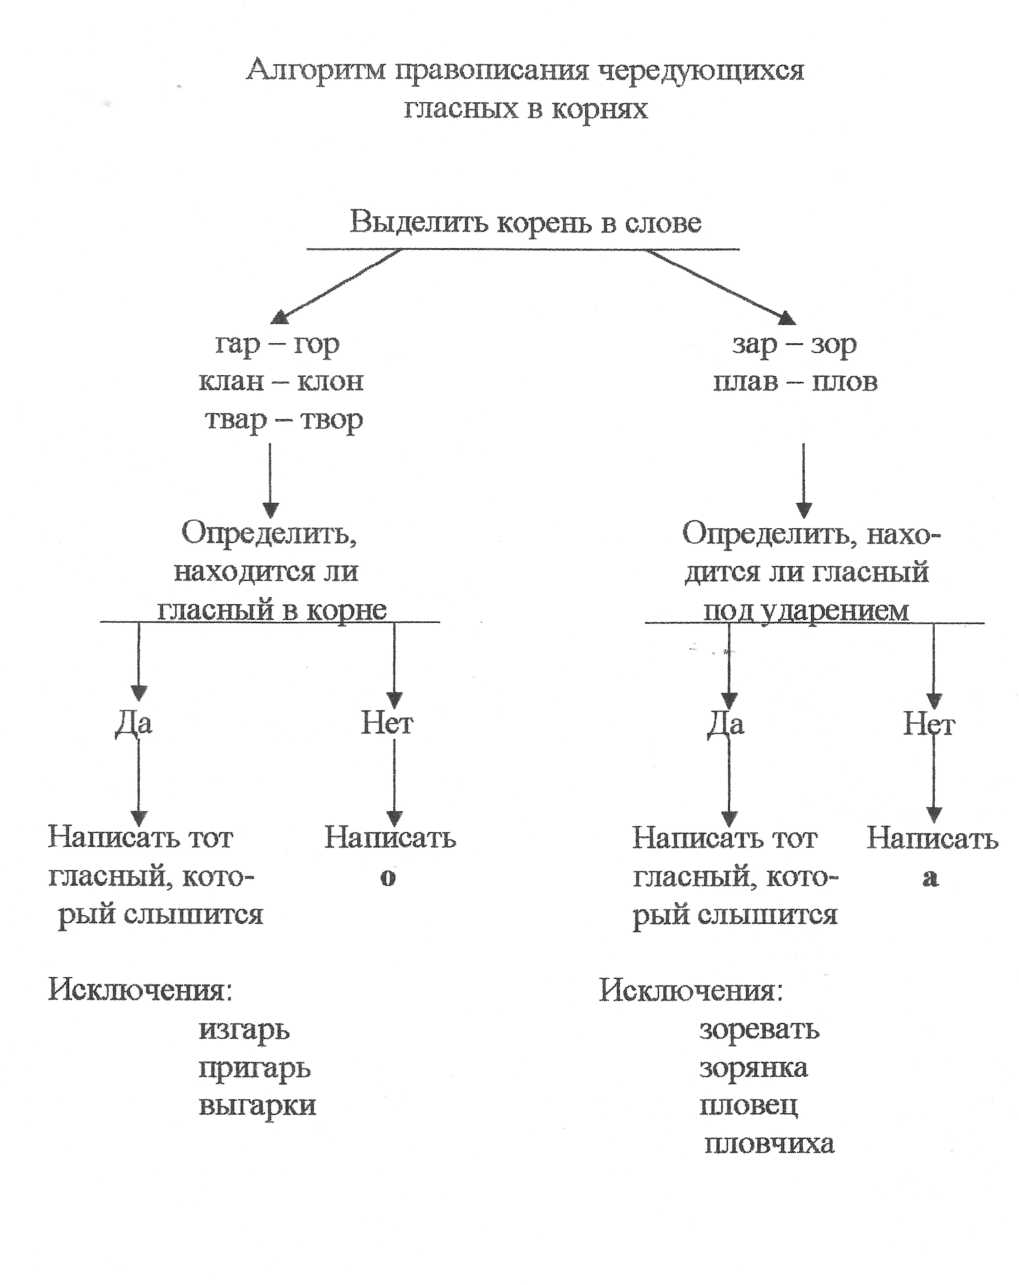 Алгоритм правописания чередующихся
гласных в корнях
Выделить корень в слове
гар – гор
клан – клон
твар – твор
Определить,
находится ли
гласный в корне
Да
Нет
Написать тот
гласный, кото-
рый слышится
Написать
о
Исключения:
изгарь
пригарь
выгарки
зар – зор
плав – плов
Определить, нахо-
дится ли гласный
под ударением
Да
Нет
Написать тот
гласный, кото-
рый слышится
Написать
а
Исключения:
зоревать
зорянка
пловец
пловчиха